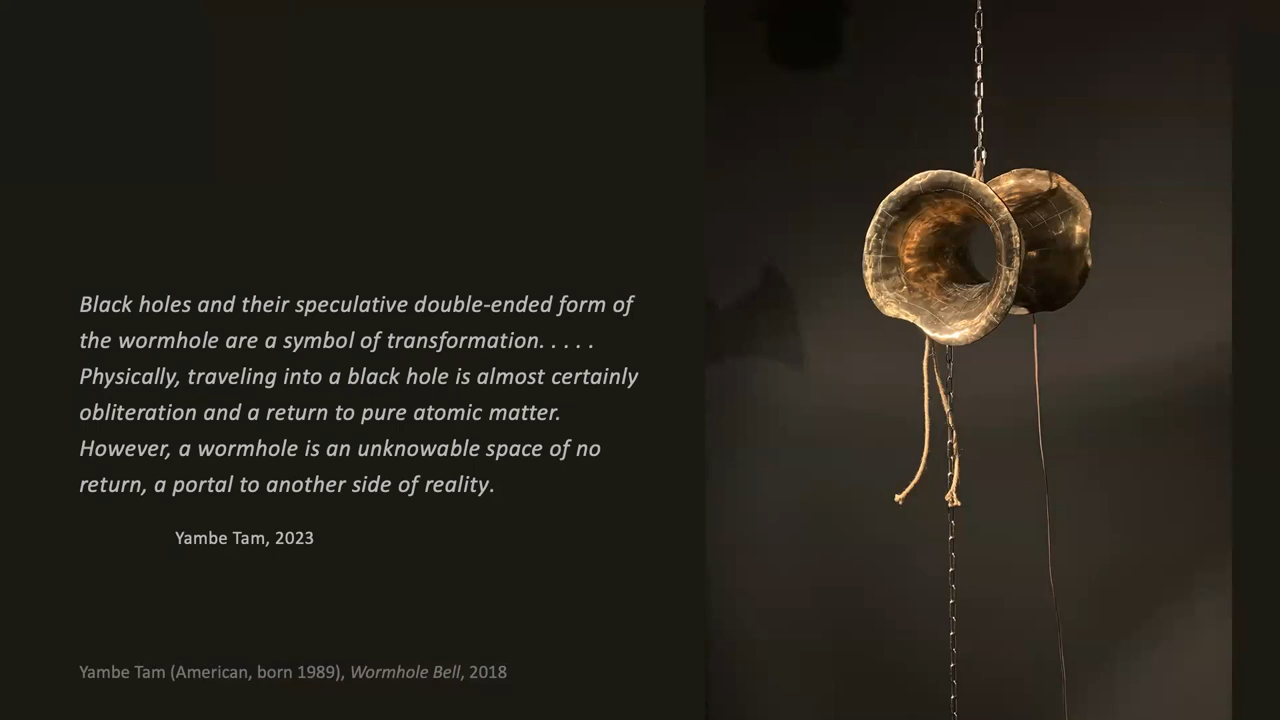 Black holes and their speculative double-ended form of
the wormhole are a symbol of transformation. . . . .
Physically, traveling into a black hole is almost certainly
obliteration and a return to pure atomic matter.
However, a wormhole is an unknowable space of no
return, a portal to another side of reality.
Yambe Tam, 2023
Yambe Tam (American, born 1989), Wormhole Bell, 2018